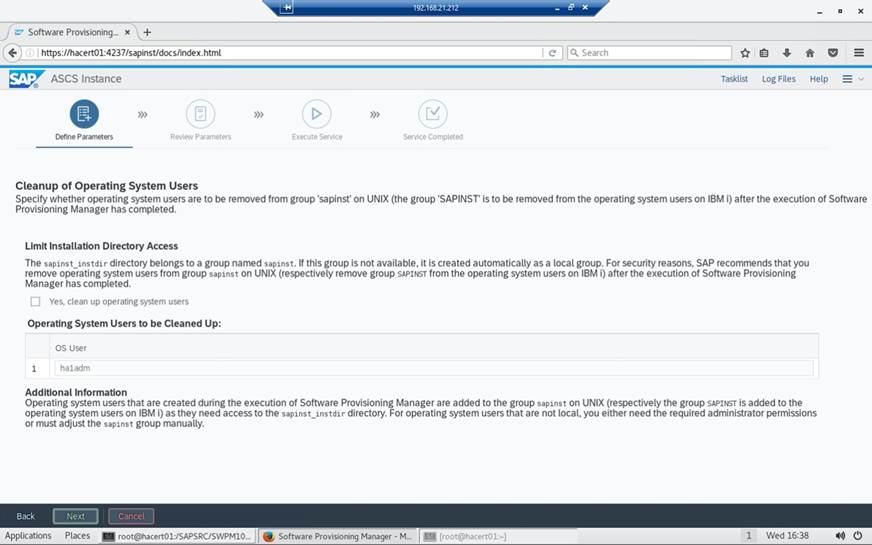 192.168.21.212
Software Provisioning...
https://hacert01:4237/sapinst/docs/index.html
Search
SAP ASCS Instance
Tasklist Log Files Help
Define Parameters
Review Parameters
Execute Service
Service Completed
Cleanup of Operating System Users
Specify whether operating system users are to be removed from group 'sapinst' on UNIX (the group 'SAPINST' is to be removed from the operating system users on IBM i) after the execution of Software
Provisioning Manager has completed.
Limit Installation Directory Access
The sapinst_instdir directory belongs to a group named sapinst. If this group is not available, it is created automatically as a local group. For security reasons, SAP recommends that you
remove operating system users from group sapinst on UNIX (respectively remove group SAPINST from the operating system users on IBM i) after the execution of Software Provisioning
Manager has completed.
Yes, clean up operating system users
Operating System Users to be Cleaned Up:
OS User
1 ha1adm
Additional Information
Operating system users that are created during the execution of Software Provisioning Manager are added to the group sapinst on UNIX (respectively the group SAPINST is added to the
operating system users on IBM i) as they need access to the sapinst_instdir directory. For operating system users that are not local, you either need the required administrator permissions
or must adjust the sapinst group manually.
Back Next Cancel
Applications Places root@hacert01:/SAPSRC/SWPM10... Software Provisioning Manager - M... [root@hacert01:~] 1 Wed 16:38